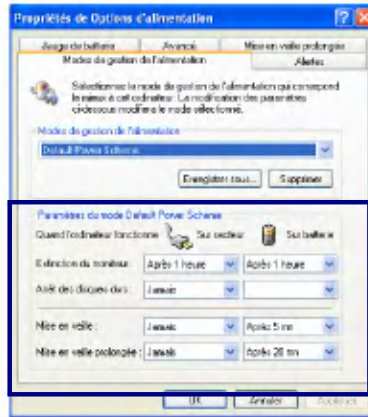 Propriétés de Options d'alimentation
Jauge de batterie Avancé Mise en veille prolongée
Modes de gestion de l'alimentation Alertes
Sélectionnez le mode de gestion de l'alimentation qui correspond
le mieux à cet ordinateur. La modification des paramètres
ci-dessous modifiera le mode sélectionné.
Modes de gestion de l'alimentation
Default Power Scheme
Enregistrer sous... Supprimer
Paramètres du mode Default Power Scheme
Quand l'ordinateur fonctionne Sur secteur Sur batterie
Extinction du moniteur: Après 1 heure Après 1 heure
Arrêt des disques durs: Jamais
Mise en veille : Jamais Après 5 mn
Mise en veille prolongée : Jamais Après 20 mn
OK Annuler Appliquer